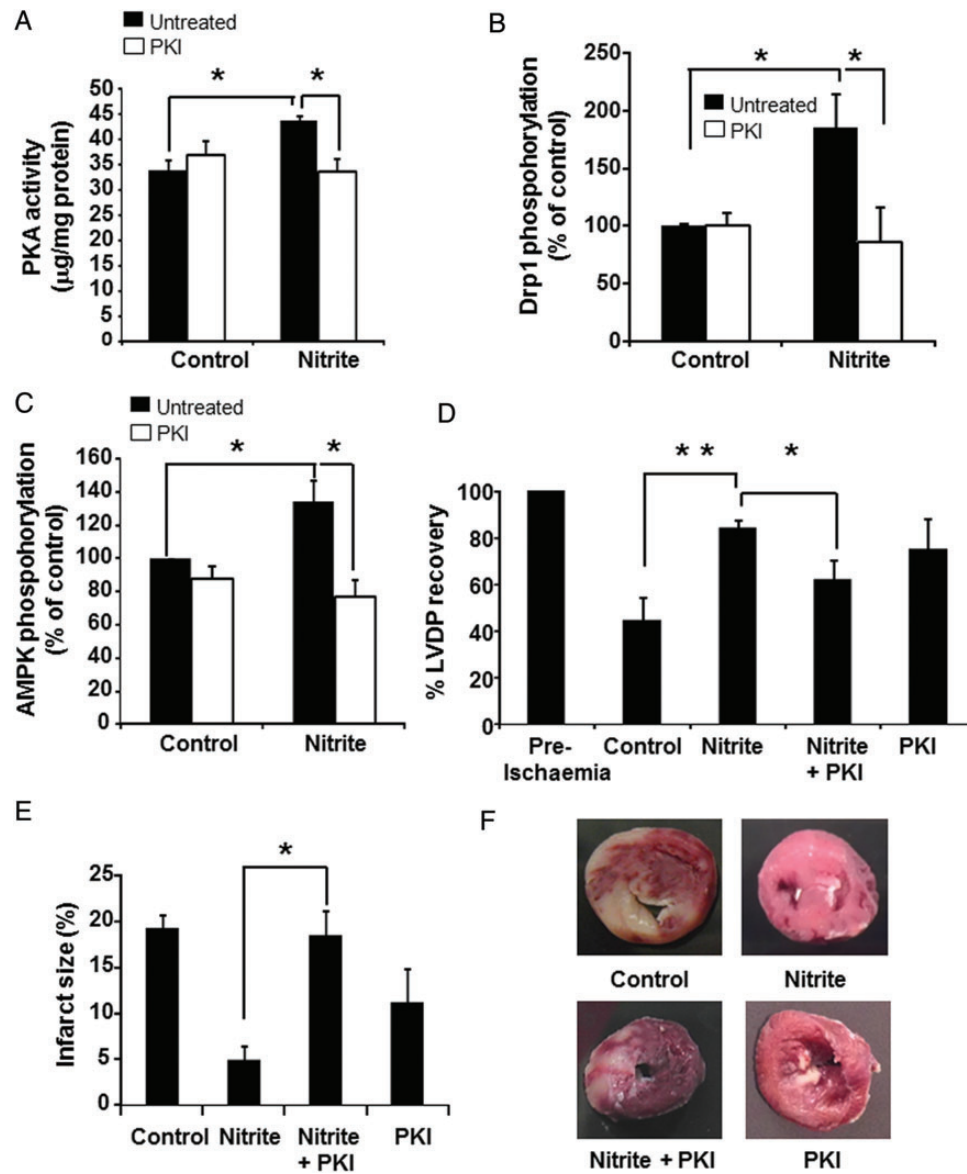 A
Untreated
PKI
*
*
PKA activity
(µg/mg protein)
50
45
40
35
30
25
20
15
10
5
0
Control
Nitrite
B
Untreated
PKI
*
*
Drp1 phospohorylation
(% of control)
250
200
150
100
50
0
Control
Nitrite
C
Untreated
PKI
*
*
AMPK phospohorylation
(% of control)
160
140
120
100
80
60
40
20
0
Control
Nitrite
D
* *
*
% LVDP recovery
100
80
60
40
20
0
Pre-
Ischaemia
Control
Nitrite
Nitrite
+ PKI
PKI
E
*
Infarct size (%)
25
20
15
10
5
0
Control
Nitrite
Nitrite
+ PKI
PKI
F
Control
Nitrite
Nitrite + PKI
PKI